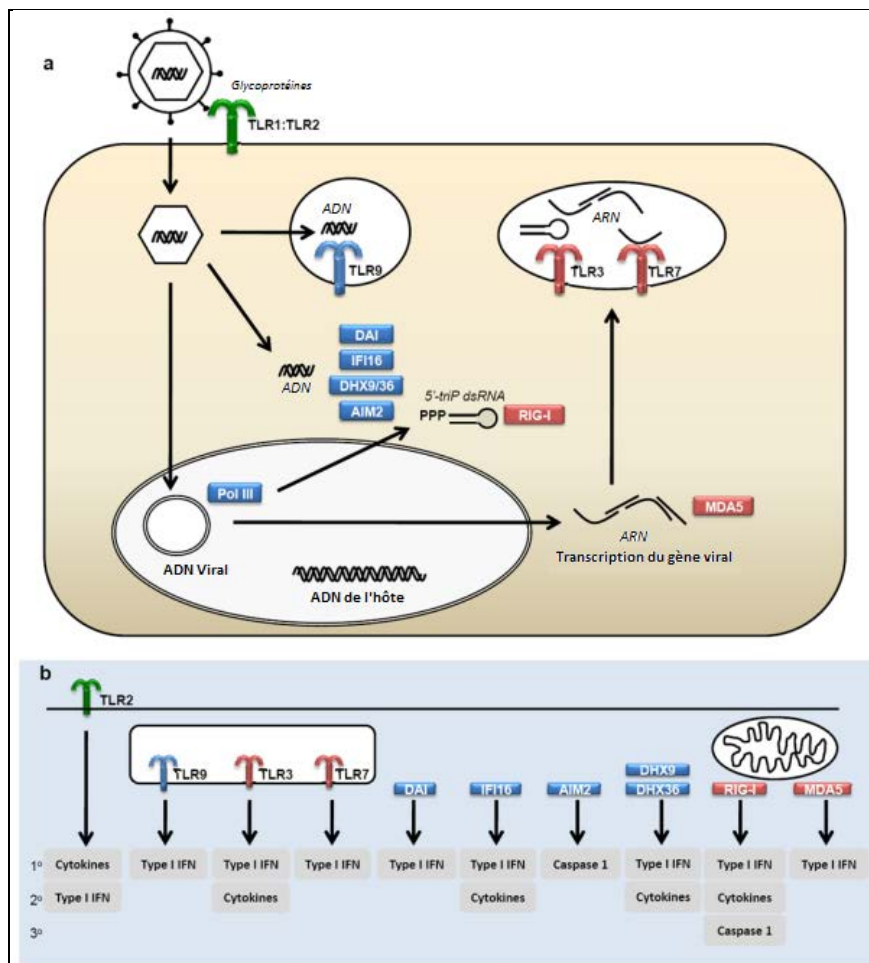 a
Glycoprotéines
TLR1:TLR2
ADN
TLR9
ARN
TLR3
TLR7
DAI
IFI16
DHX9/36
AIM2
ADN
5'-triP dsRNA
PPP
RIG-I
Pol III
MDA5
ARN
Transcription du gène viral
ADN Viral
ADN de l'hôte
b
TLR2
TLR9 TLR3 TLR7
DHX9
DAI IFI16 AIM2 DHX36 RIG-I MDA5
1º Cytokines Type I IFN Type I IFN Type I IFN Type I IFN Type I IFN Caspase 1 Type I IFN Type I IFN Type I IFN
2º Type I IFN Cytokines Cytokines Cytokines Cytokines
3º Caspase 1